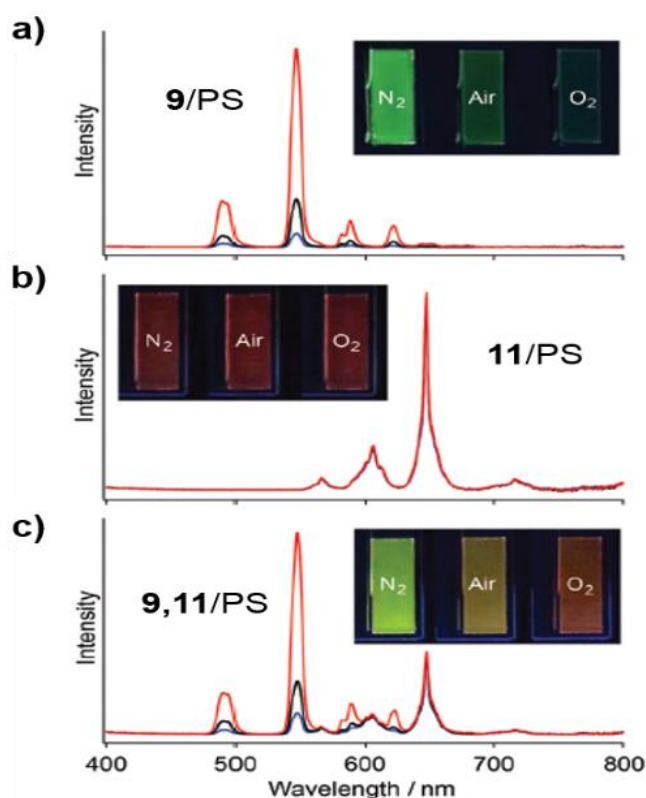 a)
9/PS
N₂ Air O₂
Intensity
b)
N₂ Air O₂
11/PS
Intensity
c)
9,11/PS
N₂ Air O₂
Intensity
400 500 600 700 800
Wavelength / nm